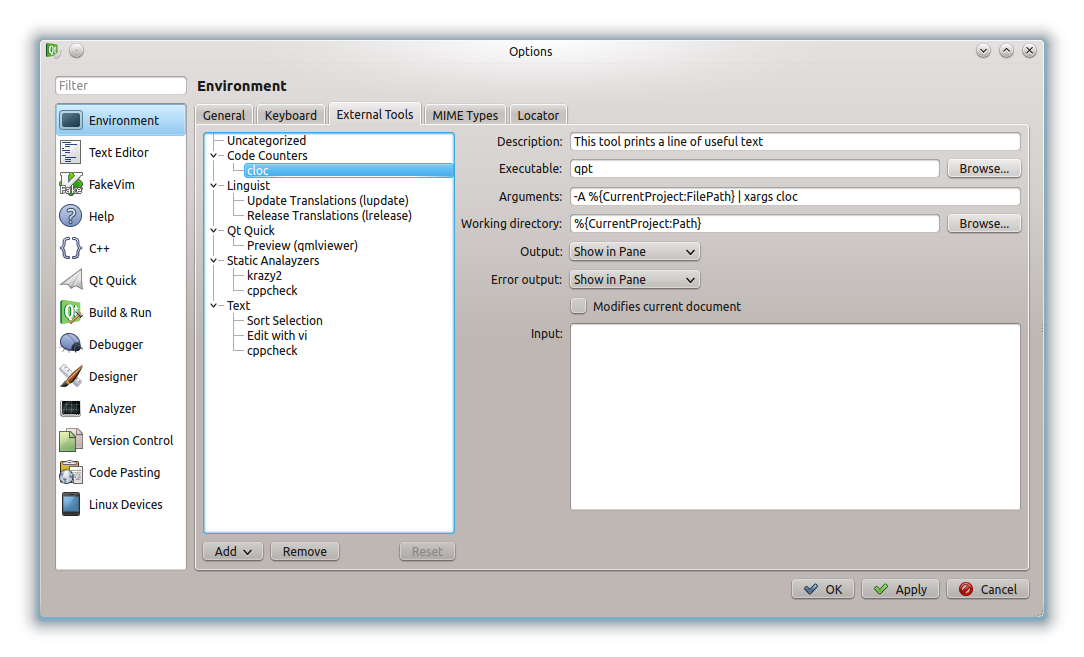 Options
Filter
Environment
Text Editor
FakeVim
Help
C++
Qt Quick
Build & Run
Debugger
Designer
Analyzer
Version Control
Code Pasting
Linux Devices
Environment
General Keyboard External Tools MIME Types Locator
Uncategorized
Code Counters
cloc
Linguist
Update Translations (lupdate)
Release Translations (lrelease)
Qt Quick
Preview (qmlviewer)
Static Analayzers
krazy2
cppcheck
Text
Sort Selection
Edit with vi
cppcheck
Add Remove Reset
Description: This tool prints a line of useful text
Executable: qpt Browse...
Arguments: -A %{CurrentProject:FilePath} | xargs cloc
Working directory: %{CurrentProject:Path} Browse...
Output: Show in Pane
Error output: Show in Pane
Modifies current document
Input:
OK Apply Cancel